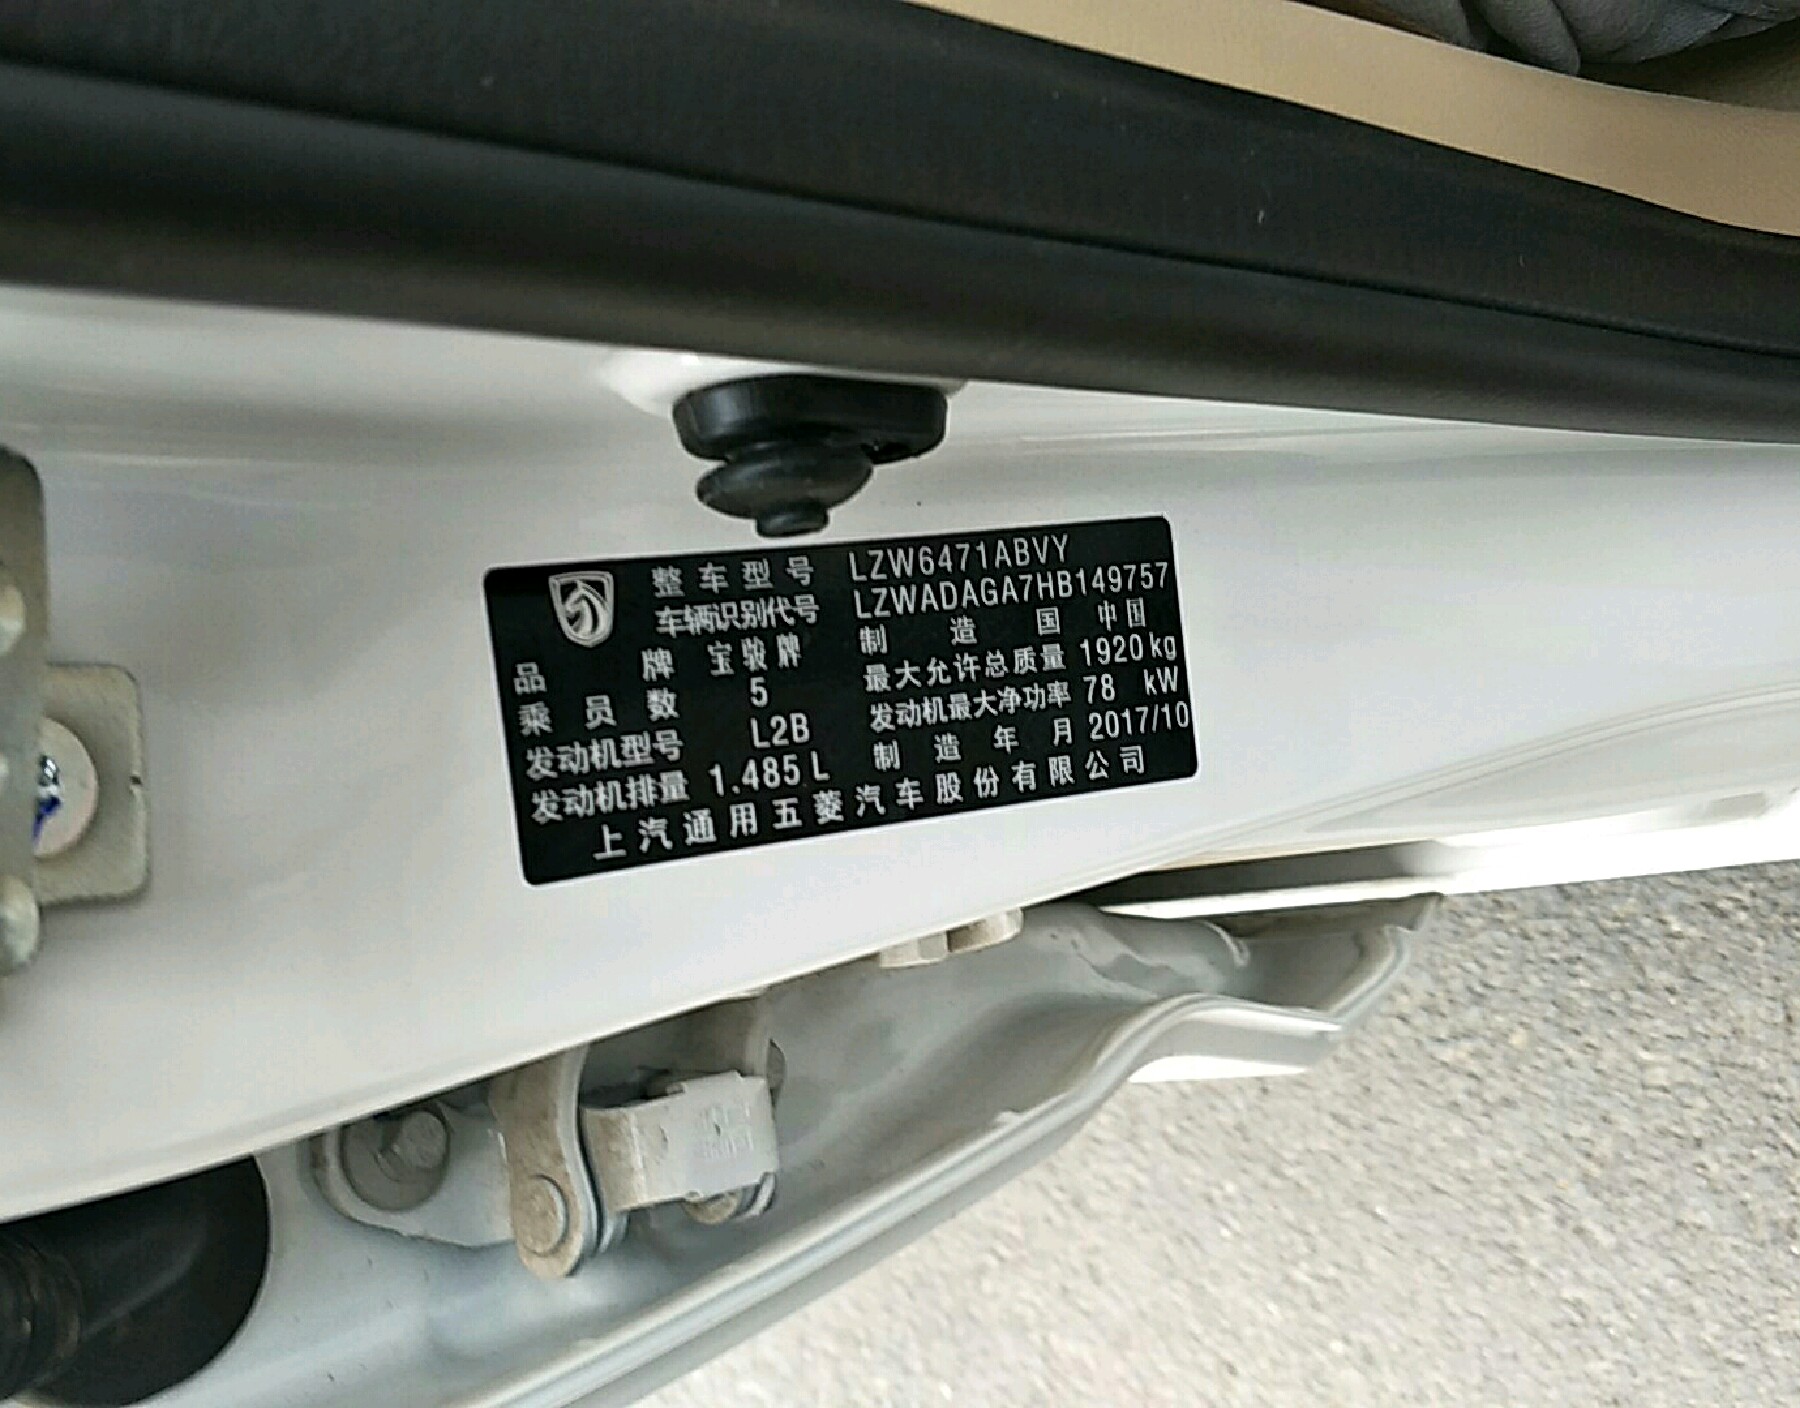 整车型号 LZW6471ABVY
车辆识别代号 LZWADAGA7HB149757
品牌 宝骏牌 制造国 中国
乘员数 5 最大允许总质量 1920 kg
发动机型号 L2B 发动机最大净功率 78 kW
发动机排量 1.485 L 制造年月 2017/10
上汽通用五菱汽车股份有限公司